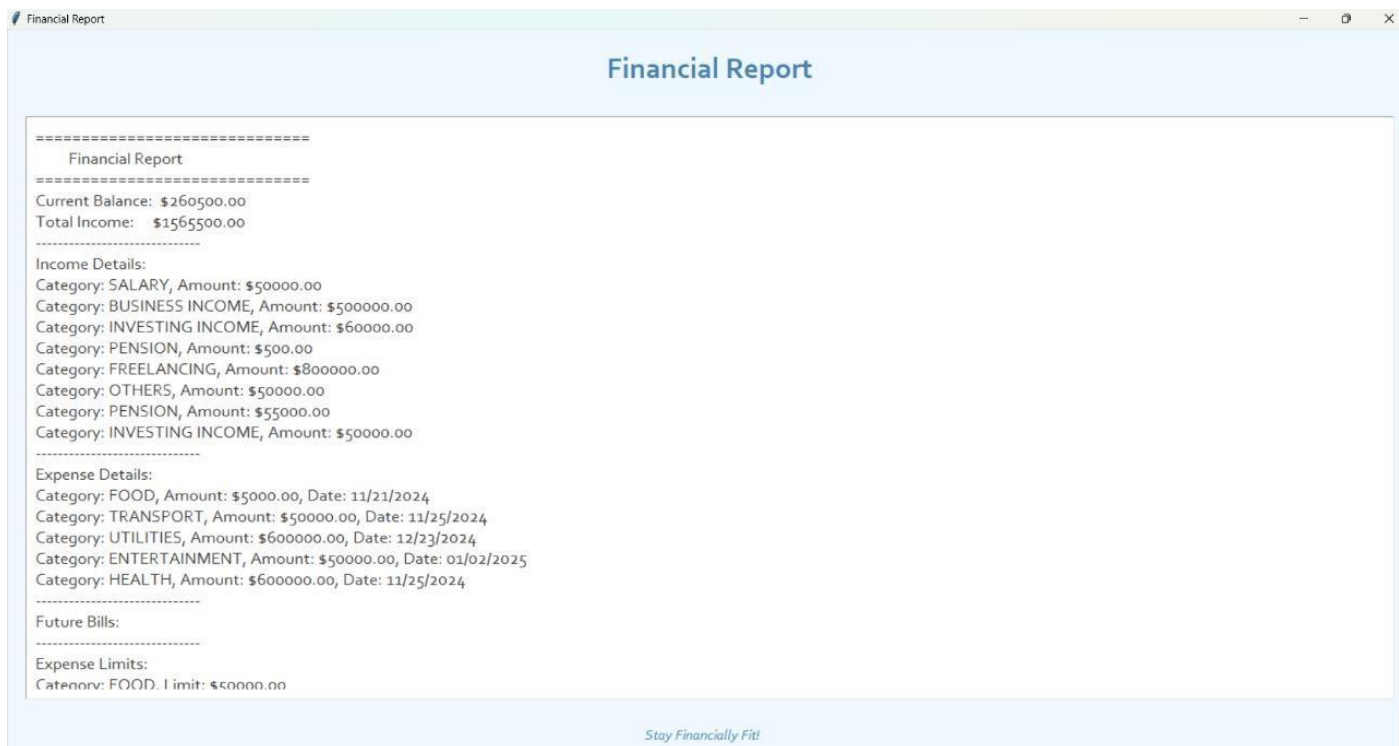 Financial Report
Financial Report
==============================
Financial Report
==============================
Current Balance: $260500.00
Total Income: $1565500.00
------------------------------
Income Details:
Category: SALARY, Amount: $50000.00
Category: BUSINESS INCOME, Amount: $500000.00
Category: INVESTING INCOME, Amount: $60000.00
Category: PENSION, Amount: $500.00
Category: FREELANCING, Amount: $800000.00
Category: OTHERS, Amount: $50000.00
Category: PENSION, Amount: $55000.00
Category: INVESTING INCOME, Amount: $50000.00
------------------------------
Expense Details:
Category: FOOD, Amount: $5000.00, Date: 11/21/2024
Category: TRANSPORT, Amount: $50000.00, Date: 11/25/2024
Category: UTILITIES, Amount: $600000.00, Date: 12/23/2024
Category: ENTERTAINMENT, Amount: $50000.00, Date: 01/02/2025
Category: HEALTH, Amount: $600000.00, Date: 11/25/2024
------------------------------
Future Bills:
------------------------------
Expense Limits:
Category: FOOD, Limit: $50000.00
Stay Financially Fit!